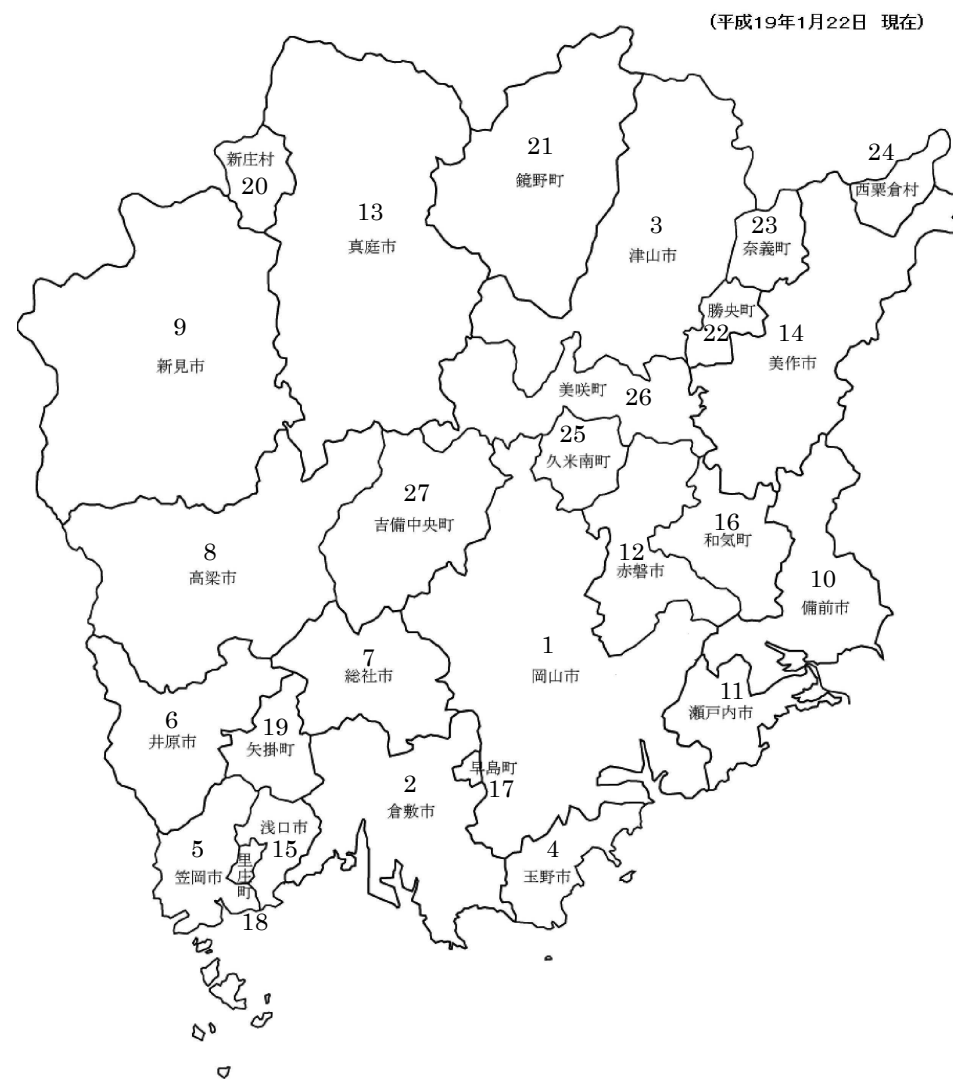 (平成19年1月22日 現在)
21
鏡野町
24
西粟倉村
新庄村
20
13
真庭市
3
津山市
23
奈義町
9
新見市
勝央町
22
14
美作市
美咲町
26
25
久米南町
27
吉備中央町
16
和気町
8
高梁市
12
赤磐市
10
備前市
1
岡山市
7
総社市
11
瀬戸内市
6
井原市
19
矢掛町
早島町
17
2
倉敷市
浅口市
15
5
笠岡市
里庄町
18
4
玉野市